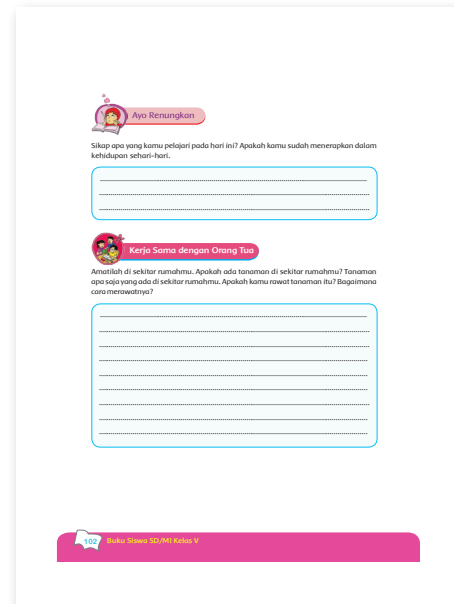 Ayo Renungkan
Sikap apa yang kamu pelajari pada hari ini? Apakah kamu sudah menerapkan dalam
kehidupan sehari-hari.
Kerja Sama dengan Orang Tua
Amatilah di sekitar rumahmu. Apakah ada tanaman di sekitar rumahmu? Tanaman
apa saja yang ada di sekitar rumahmu. Apakah kamu rawat tanaman itu? Bagaimana
cara merawatnya?
102 Buku Siswa SD/MI Kelas V